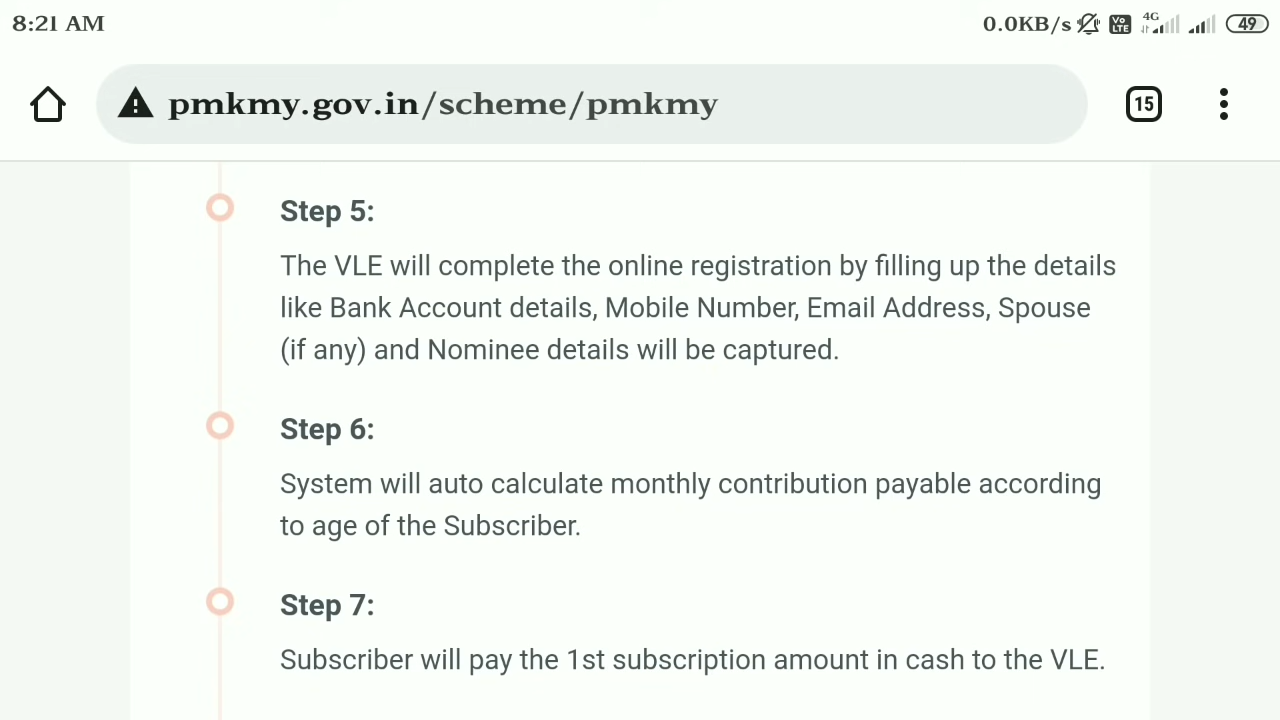 8:21 AM
0.0KB/s Vo LTE 4G 49
pmkmy.gov.in/scheme/pmkmy
15
Step 5:
The VLE will complete the online registration by filling up the details
like Bank Account details, Mobile Number, Email Address, Spouse
(if any) and Nominee details will be captured.
Step 6:
System will auto calculate monthly contribution payable according
to age of the Subscriber.
Step 7:
Subscriber will pay the 1st subscription amount in cash to the VLE.